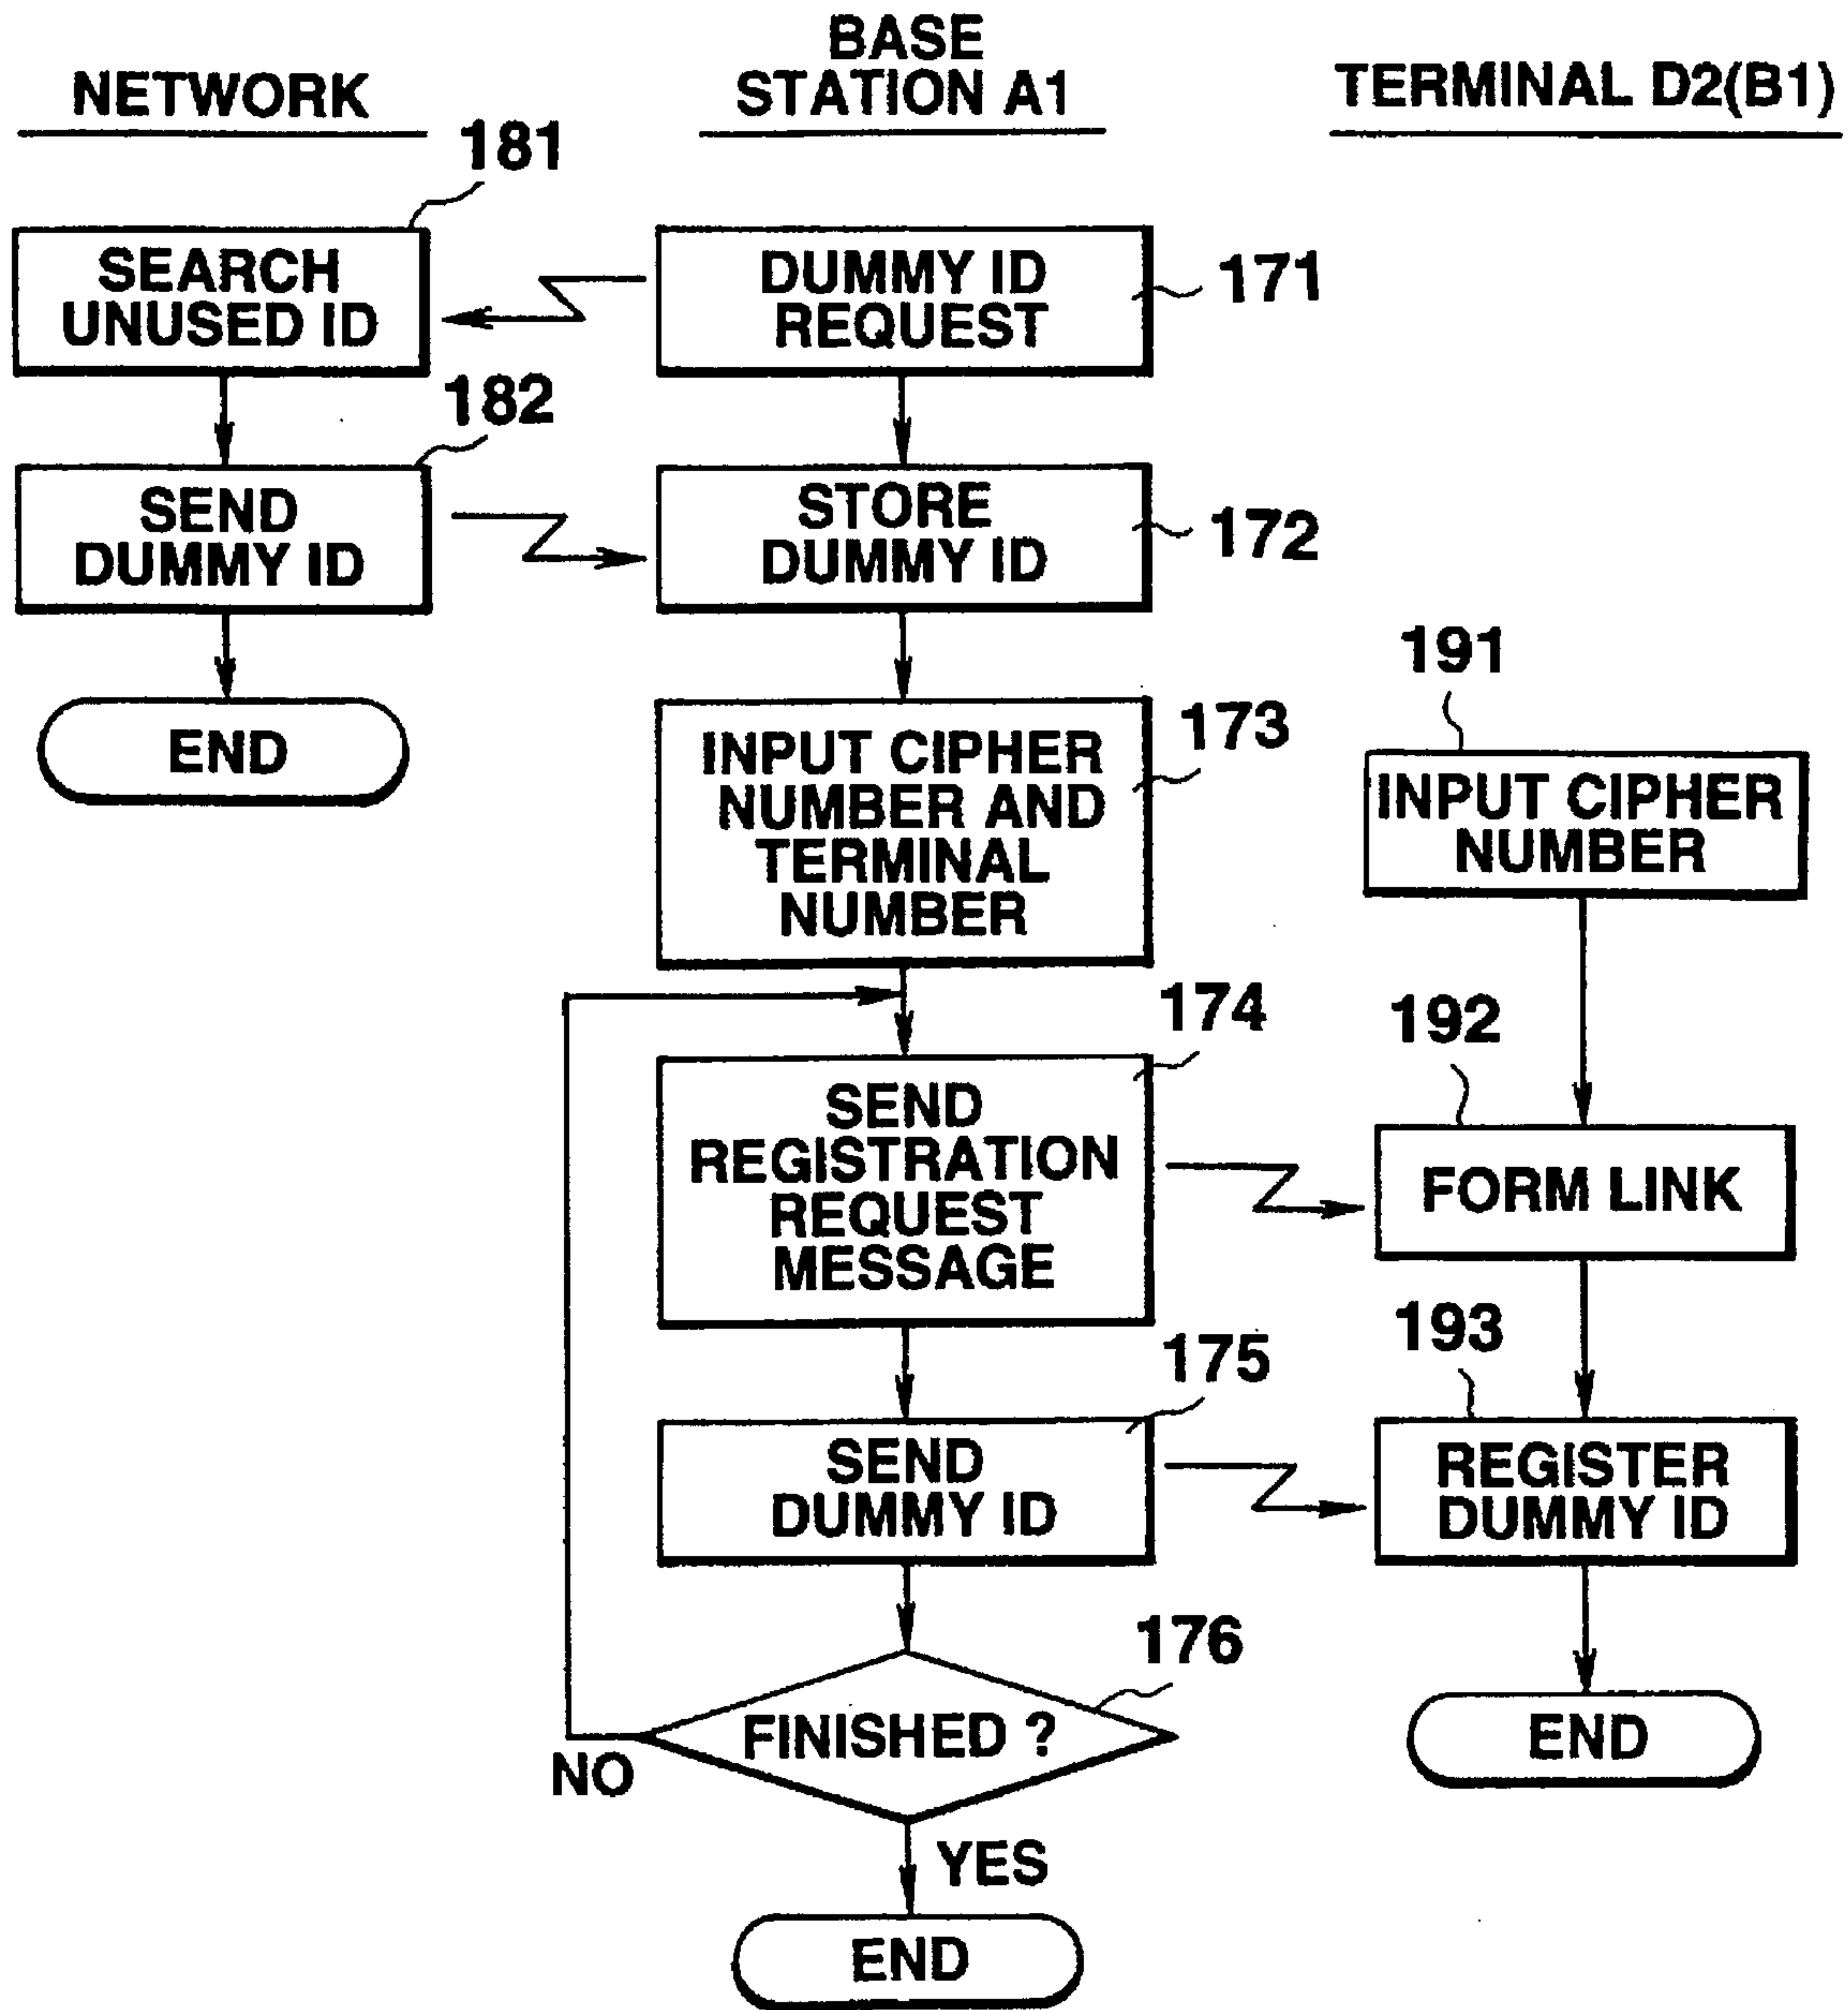 NETWORK
BASE
STATION A1
TERMINAL D2(B1)
181
SEARCH
UNUSED ID
DUMMY ID
REQUEST
171
182
SEND
DUMMY ID
STORE
DUMMY ID
172
END
173
INPUT CIPHER
NUMBER AND
TERMINAL
NUMBER
191
INPUT CIPHER
NUMBER
174
SEND
REGISTRATION
REQUEST
MESSAGE
192
FORM LINK
175
SEND
DUMMY ID
193
REGISTER
DUMMY ID
176
FINISHED ?
NO
YES
END
END